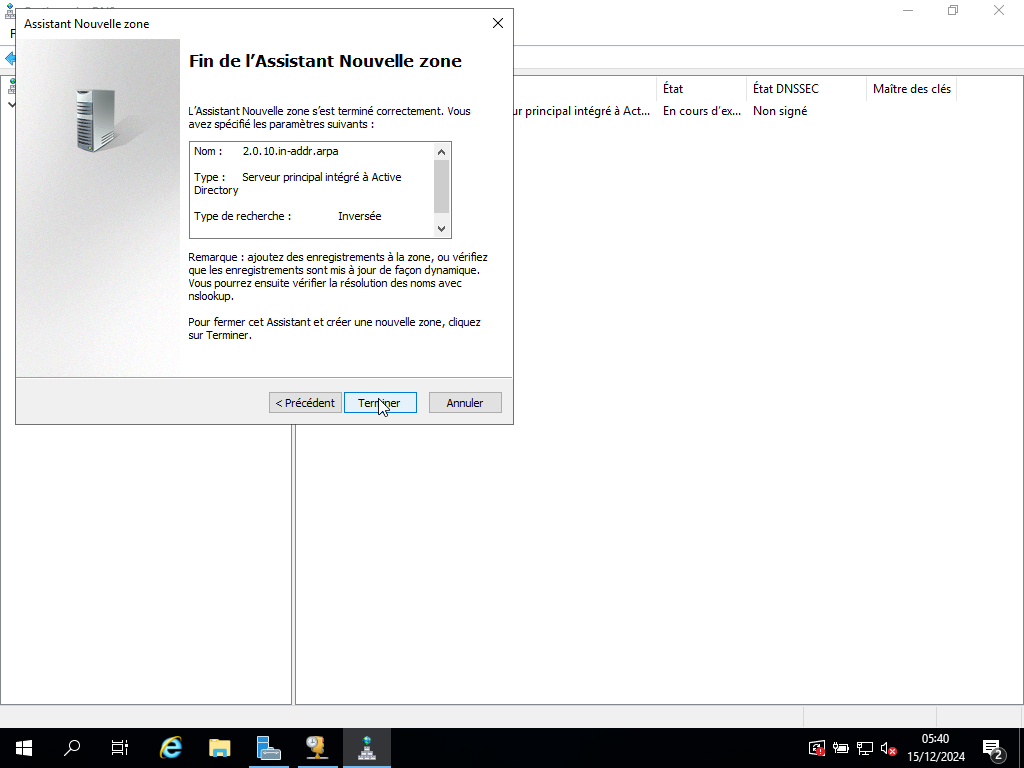 Assistant Nouvelle zone
Fin de l'Assistant Nouvelle zone
L'Assistant Nouvelle zone s'est terminé correctement. Vous
avez spécifié les paramètres suivants :
Nom : 2.0.10.in-addr.arpa
Type : Serveur principal intégré à Active
Directory
Type de recherche : Inversée
Remarque : ajoutez des enregistrements à la zone, ou vérifiez
que les enregistrements sont mis à jour de façon dynamique.
Vous pourrez ensuite vérifier la résolution des noms avec
nslookup.
Pour fermer cet Assistant et créer une nouvelle zone, cliquez
sur Terminer.
< Précédent Terminer Annuler
État État DNSSEC Maître des clés
ur principal intégré à Act... En cours d'ex... Non signé
05:40
15/12/2024
2